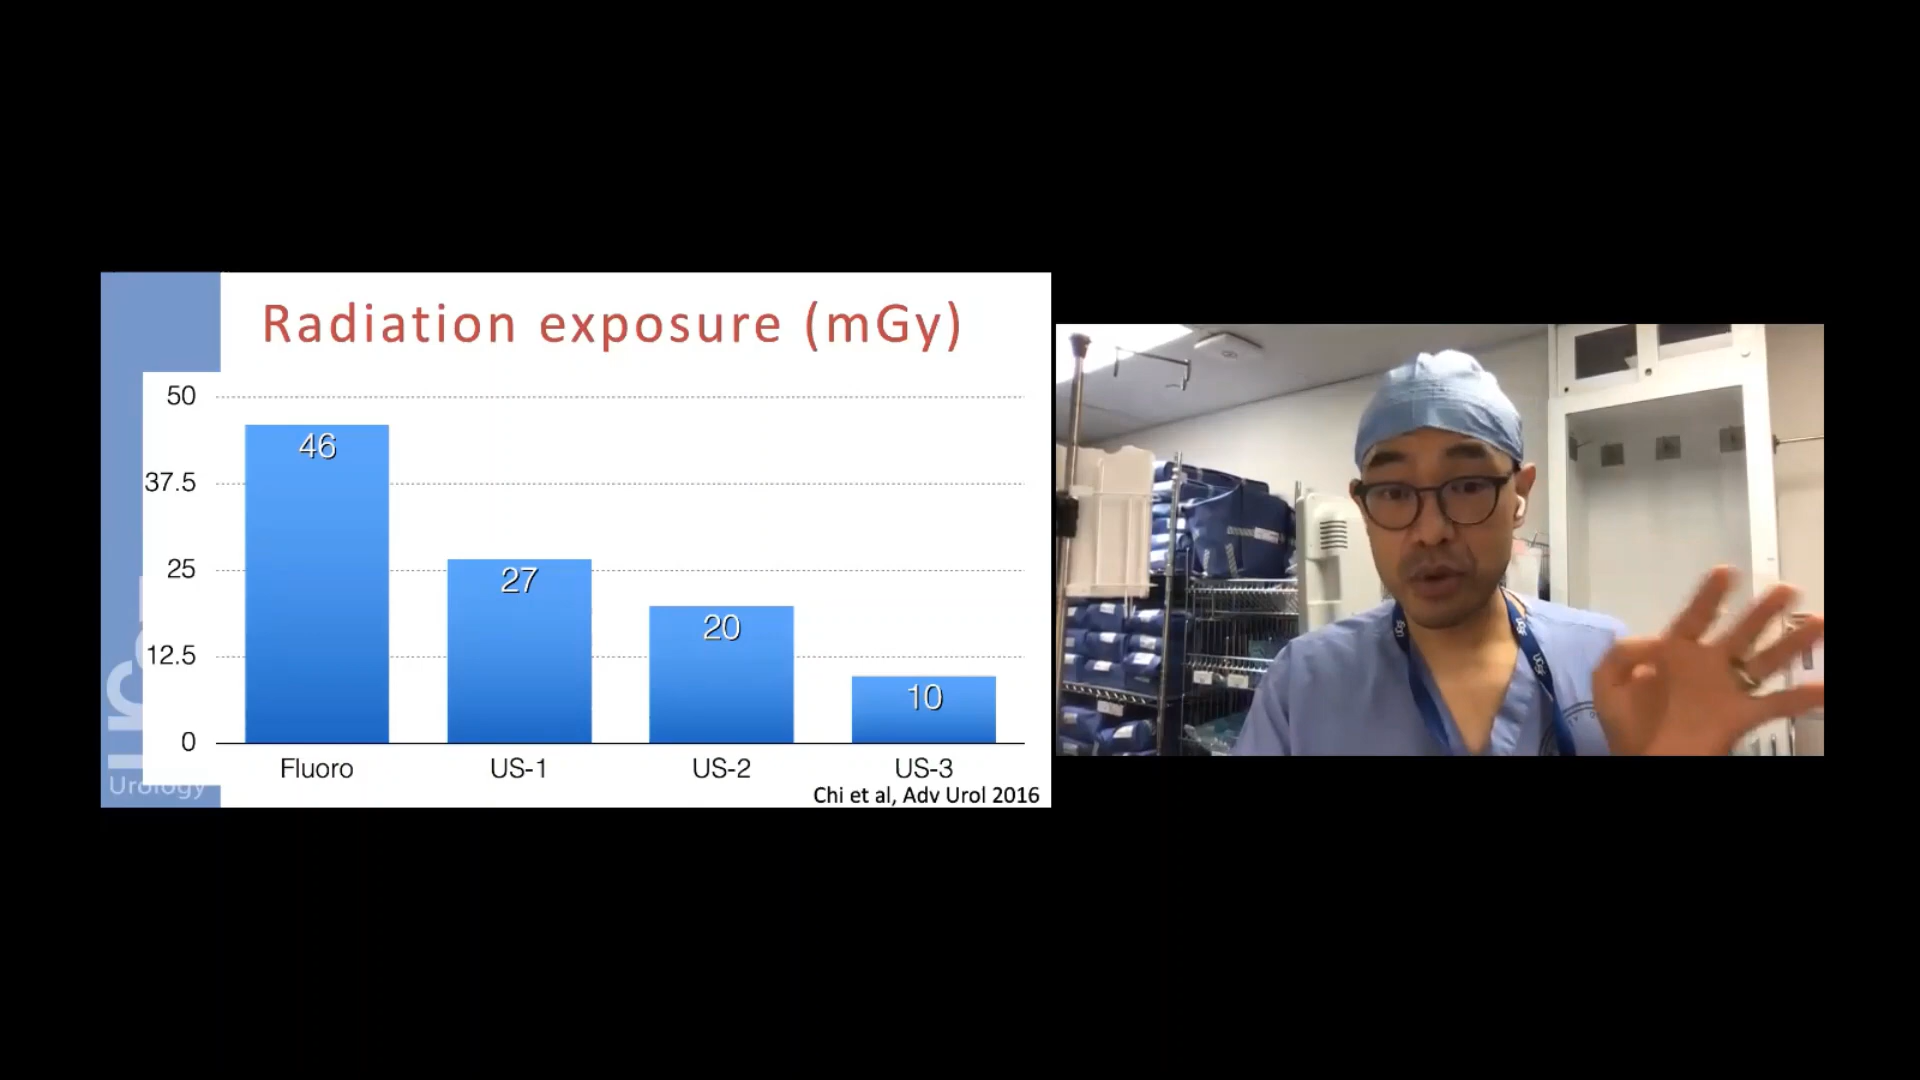 Radiation exposure (mGy)
50
37.5
25
12.5
0
46
27
20
10
Fluoro
US-1
US-2
US-3
Chi et al, Adv Urol 2016
Urology